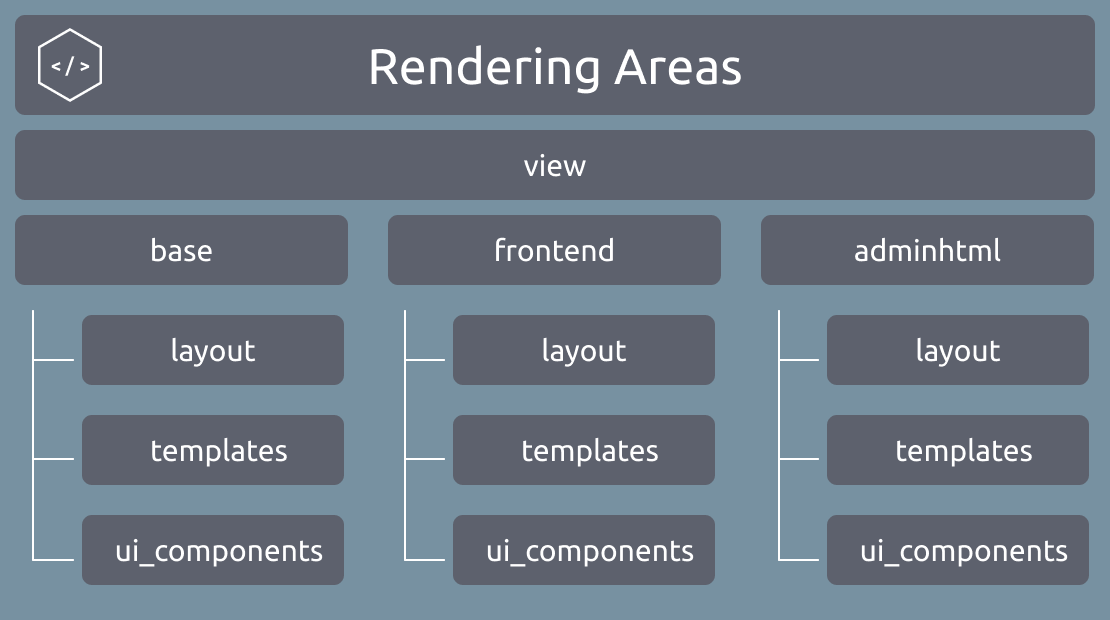 </>
Rendering Areas
view
base
frontend
adminhtml
layout
layout
layout
templates
templates
templates
ui_components
ui_components
ui_components